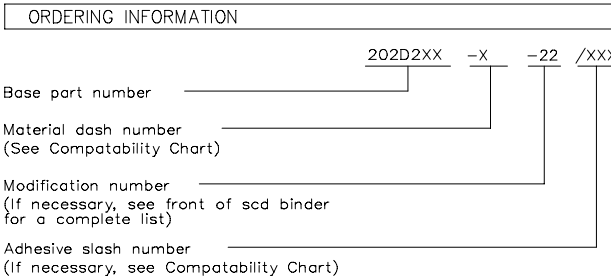 ORDERING INFORMATION
202D2XX -X -22 /XXX
Base part number
Material dash number
(See Compatability Chart)
Modification number
(If necessary, see front of scd binder
for a complete list)
Adhesive slash number
(If necessary, see Compatability Chart)